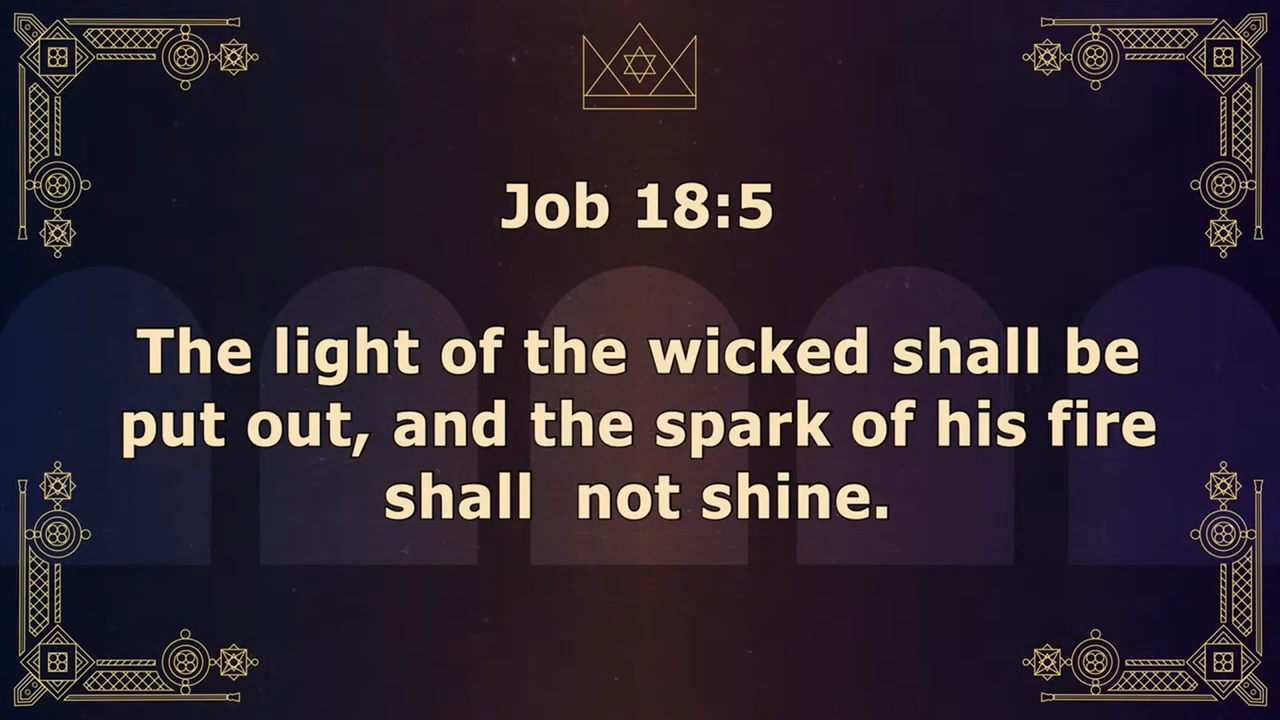 Job 18:5
The light of the wicked shall be
put out, and the spark of his fire
shall  not shine.